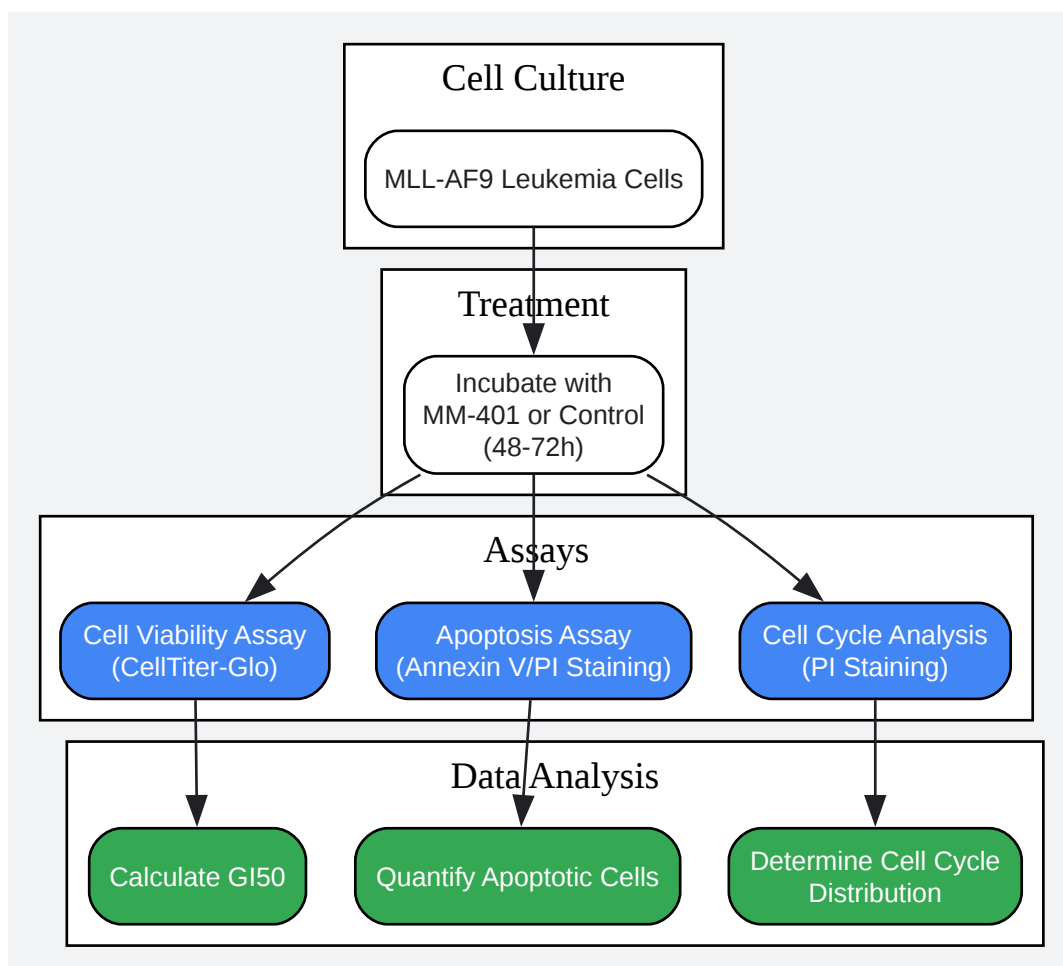 Cell Culture
MLL-AF9 Leukemia Cells
Treatment
Incubate with
MM-401 or Control
(48-72h)
Assays
Cell Viability Assay
(CellTiter-Glo)
Apoptosis Assay
(Annexin V/PI Staining)
Cell Cycle Analysis
(PI Staining)
Data Analysis
Calculate GI50
Quantify Apoptotic Cells
Determine Cell Cycle
Distribution